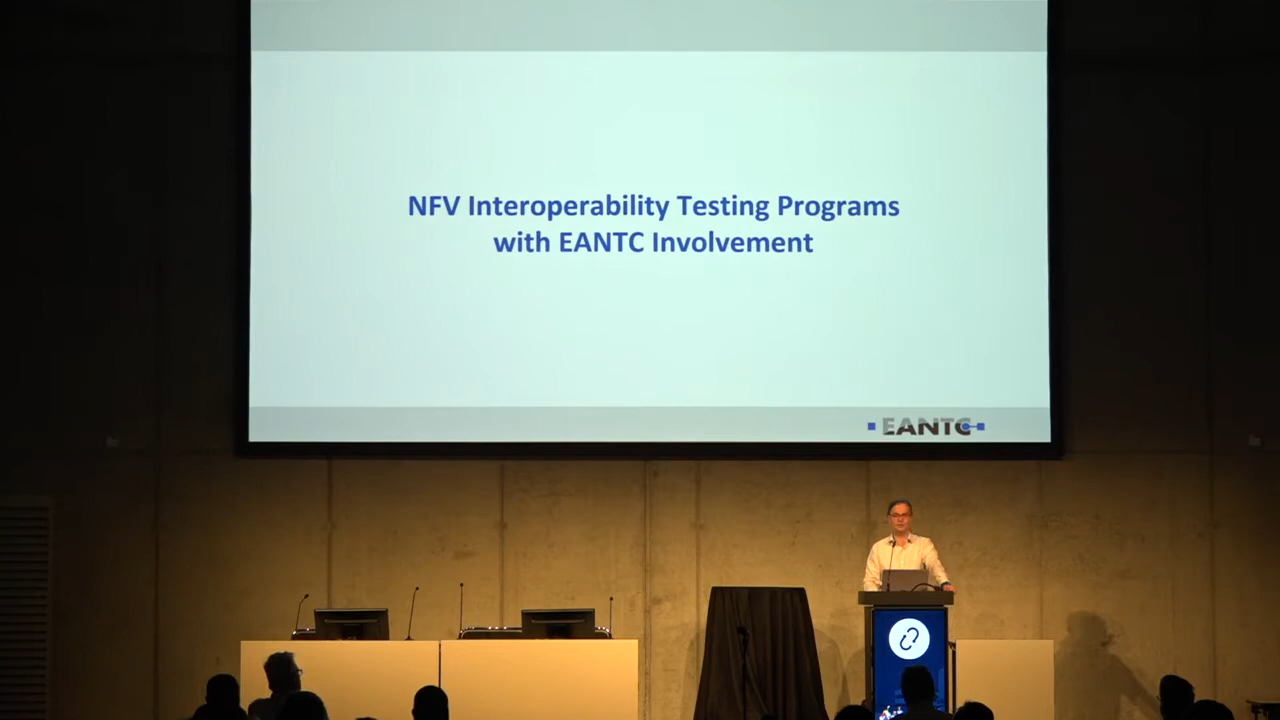 NFV Interoperability Testing Programs
with EANTC Involvement
EANTC